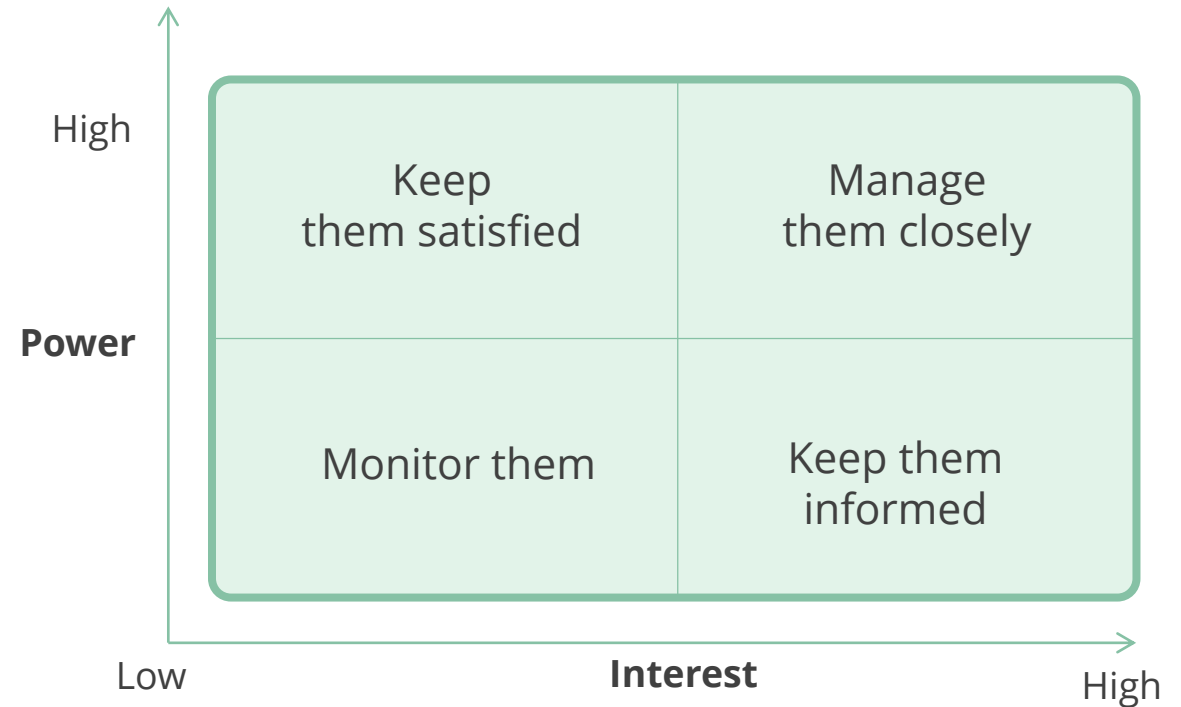 High
Keep
them satisfied
Manage
them closely
Power
Monitor them
Keep them
informed
Low
Interest
High